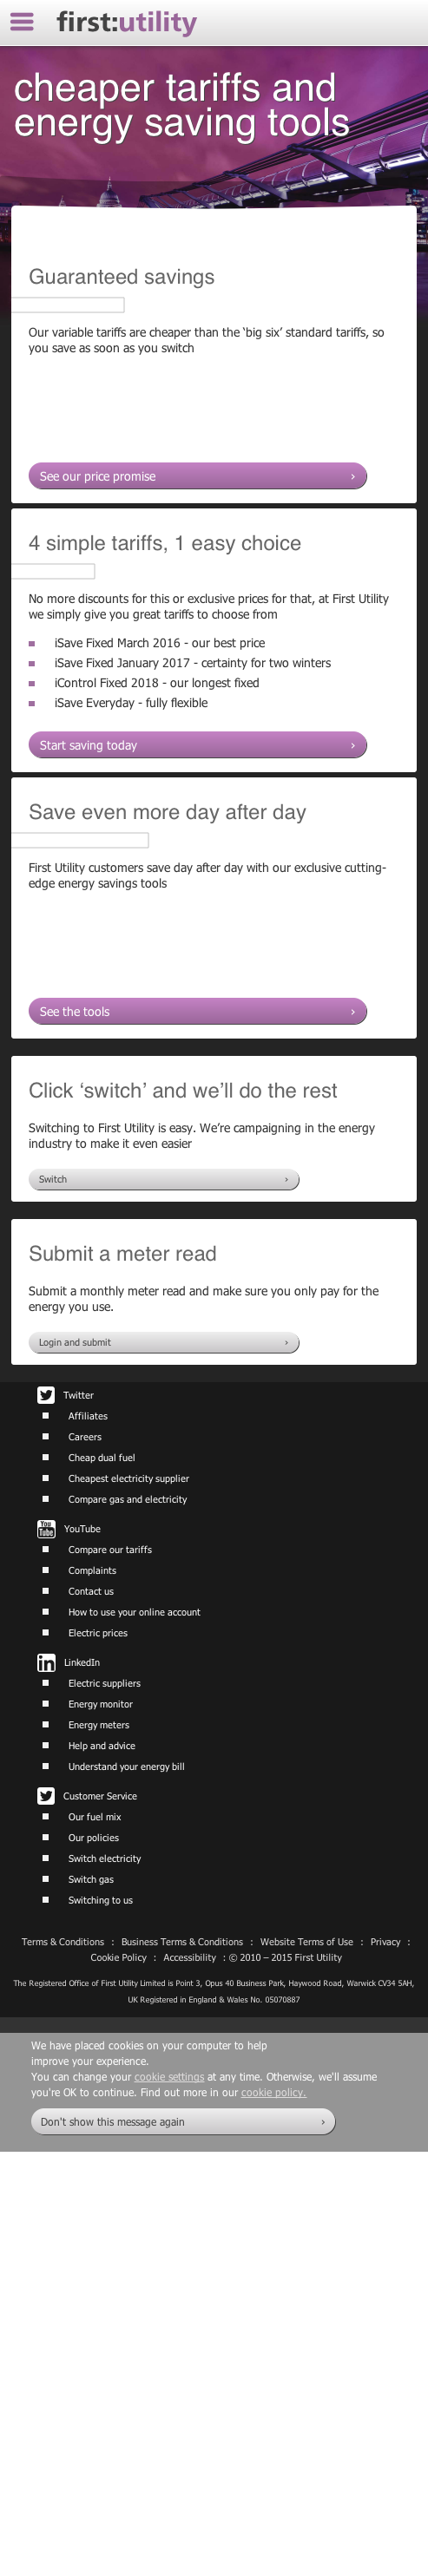 first:utility
cheaper tariffs and
energy saving tools
Guaranteed savings
Our variable tariffs are cheaper than the ‘big six’ standard tariffs, so
you save as soon as you switch
See our price promise ›
4 simple tariffs, 1 easy choice
No more discounts for this or exclusive prices for that, at First Utility
we simply give you great tariffs to choose from
iSave Fixed March 2016 - our best price
iSave Fixed January 2017 - certainty for two winters
iControl Fixed 2018 - our longest fixed
iSave Everyday - fully flexible
Start saving today ›
Save even more day after day
First Utility customers save day after day with our exclusive cutting-
edge energy savings tools
See the tools ›
Click ‘switch’ and we’ll do the rest
Switching to First Utility is easy. We’re campaigning in the energy
industry to make it even easier
Switch ›
Submit a meter read
Submit a monthly meter read and make sure you only pay for the
energy you use.
Login and submit ›
Twitter
Affiliates
Careers
Cheap dual fuel
Cheapest electricity supplier
Compare gas and electricity
You Tube YouTube
Compare our tariffs
Complaints
Contact us
How to use your online account
Electric prices
in LinkedIn
Electric suppliers
Energy monitor
Energy meters
Help and advice
Understand your energy bill
Customer Service
Our fuel mix
Our policies
Switch electricity
Switch gas
Switching to us
Terms & Conditions : Business Terms & Conditions : Website Terms of Use : Privacy :
Cookie Policy : Accessibility : © 2010 – 2015 First Utility
The Registered Office of First Utility Limited is Point 3, Opus 40 Business Park, Haywood Road, Warwick CV34 5AH,
UK Registered in England & Wales No. 05070887
We have placed cookies on your computer to help
improve your experience.
You can change your cookie settings at any time. Otherwise, we'll assume
you're OK to continue. Find out more in our cookie policy.
Don't show this message again ›